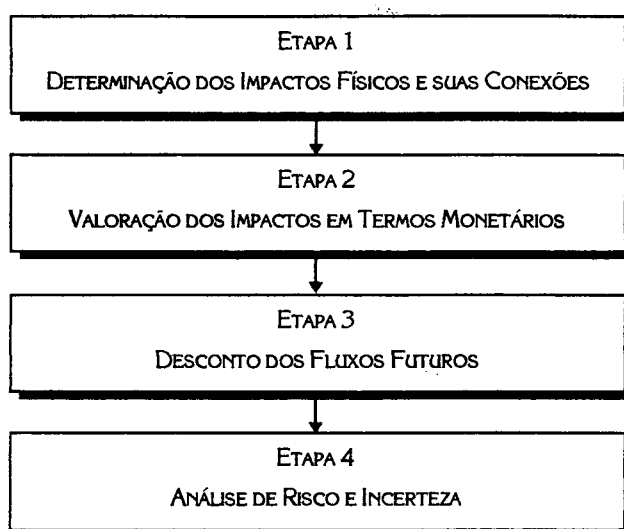 ETAPA 1
DETERMINAÇÃO DOS IMPACTOS FÍSICOS E SUAS CONEXÕES
ETAPA 2
VALORAÇÃO DOS IMPACTOS EM TERMOS MONETÁRIOS
ETAPA 3
DESCONTO DOS FLUXOS FUTUROS
ETAPA 4
ANÁLISE DE RISCO E INCERTEZA